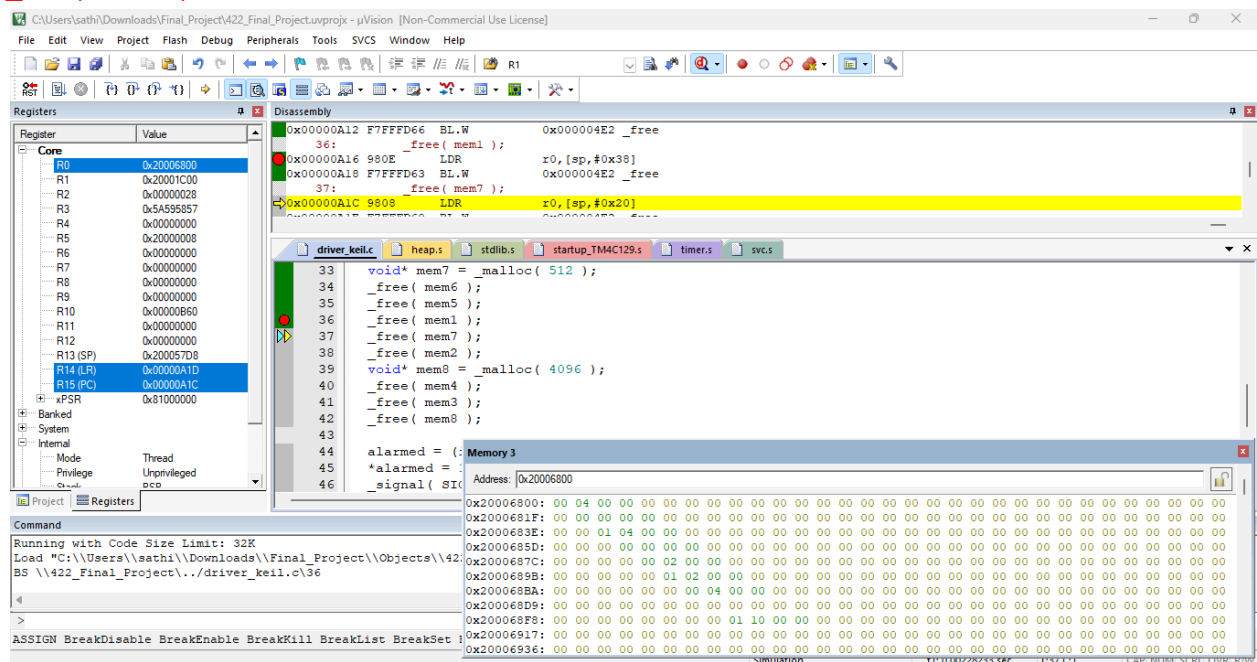 C:\Users\sathi\Downloads\Final_Project\422_Final_Project.uvprojx - µVision [Non-Commercial Use License]
File Edit View Project Flash Debug Peripherals Tools SVCS Window Help
R1
RST
Registers
Register Value
Core
R0 0x20006800
R1 0x20001C00
R2 0x00000028
R3 0x5A595857
R4 0x00000000
R5 0x20000008
R6 0x00000000
R7 0x00000000
R8 0x00000000
R9 0x00000000
R10 0x00000B60
R11 0x00000000
R12 0x00000000
R13 (SP) 0x200057D8
R14 (LR) 0x00000A1D
R15 (PC) 0x00000A1C
xPSR 0x81000000
Banked
System
Internal
Mode Thread
Privilege Unprivileged
Stack PSP
Project Registers
Disassembly
0x00000A12 F7FFFD66 BL.W 0x000004E2 _free
36: _free( mem1 );
0x00000A16 980E LDR r0,[sp,#0x38]
0x00000A18 F7FFFD63 BL.W 0x000004E2 _free
37: _free( mem7 );
0x00000A1C 9808 LDR r0,[sp,#0x20]
driver_keil.c heap.s stdlib.s startup_TM4C129.s timer.s svc.s
33 void* mem7 = _malloc( 512 );
34 _free( mem6 );
35 _free( mem5 );
36 _free( mem1 );
37 _free( mem7 );
38 _free( mem2 );
39 void* mem8 = _malloc( 4096 );
40 _free( mem4 );
41 _free( mem3 );
42 _free( mem8 );
43
44 alarmed = (
45 *alarmed =
46 _signal( SIG
Command
Running with Code Size Limit: 32K
Load "C:\\Users\\sathi\\Downloads\\Final_Project\\Objects\\42
BS \\422_Final_Project\../driver_keil.c\36
>
ASSIGN BreakDisable BreakEnable BreakKill BreakList BreakSet
Memory 3
Address: 0x20006800
0x20006800: 00 04 00 00 00 00 00 00 00 00 00 00 00 00 00 00 00 00 00 00 00 00 00 00 00 00 00 00 00 00 00
0x2000681F: 00 00 00 00 00 00 00 00 00 00 00 00 00 00 00 00 00 00 00 00 00 00 00 00 00 00 00 00 00 00 00
0x2000683E: 00 00 01 04 00 00 00 00 00 00 00 00 00 00 00 00 00 00 00 00 00 00 00 00 00 00 00 00 00 00 00
0x2000685D: 00 00 00 00 00 00 00 00 00 00 00 00 00 00 00 00 00 00 00 00 00 00 00 00 00 00 00 00 00 00 00
0x2000687C: 00 00 00 00 00 02 00 00 00 00 00 00 00 00 00 00 00 00 00 00 00 00 00 00 00 00 00 00 00 00 00
0x2000689B: 00 00 00 00 00 01 02 00 00 00 00 00 00 00 00 00 00 00 00 00 00 00 00 00 00 00 00 00 00 00 00
0x200068BA: 00 00 00 00 00 00 00 04 00 00 00 00 00 00 00 00 00 00 00 00 00 00 00 00 00 00 00 00 00 00 00
0x200068D9: 00 00 00 00 00 00 00 00 00 00 00 00 00 00 00 00 00 00 00 00 00 00 00 00 00 00 00 00 00 00 00
0x200068F8: 00 00 00 00 00 00 00 00 01 10 00 00 00 00 00 00 00 00 00 00 00 00 00 00 00 00 00 00 00 00 00
0x20006917: 00 00 00 00 00 00 00 00 00 00 00 00 00 00 00 00 00 00 00 00 00 00 00 00 00 00 00 00 00 00 00
0x20006936: 00 00 00 00 00 00 00 00 00 00 00 00 00 00 00 00 00 00 00 00 00 00 00 00 00 00 00 00 00 00 00